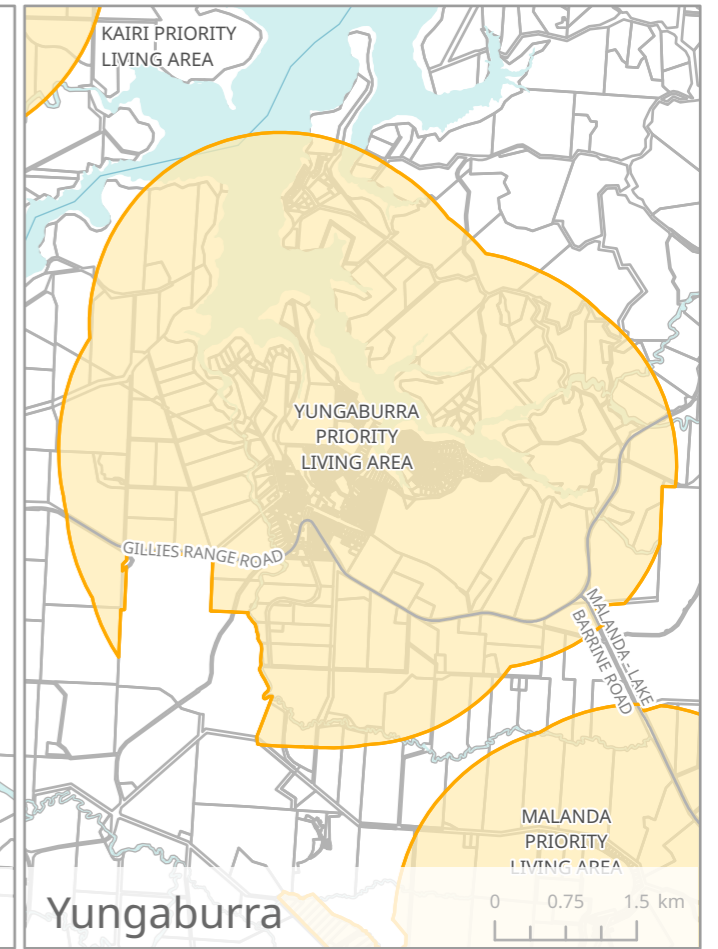 KAIRI PRIORITY
LIVING AREA
YUNGABURRA
PRIORITY
LIVING AREA
GILLIES RANGE ROAD
MALANDA - LAKE
BARRINE ROAD
MALANDA
PRIORITY
LIVING AREA
Yungaburra
0 0.75 1.5 km